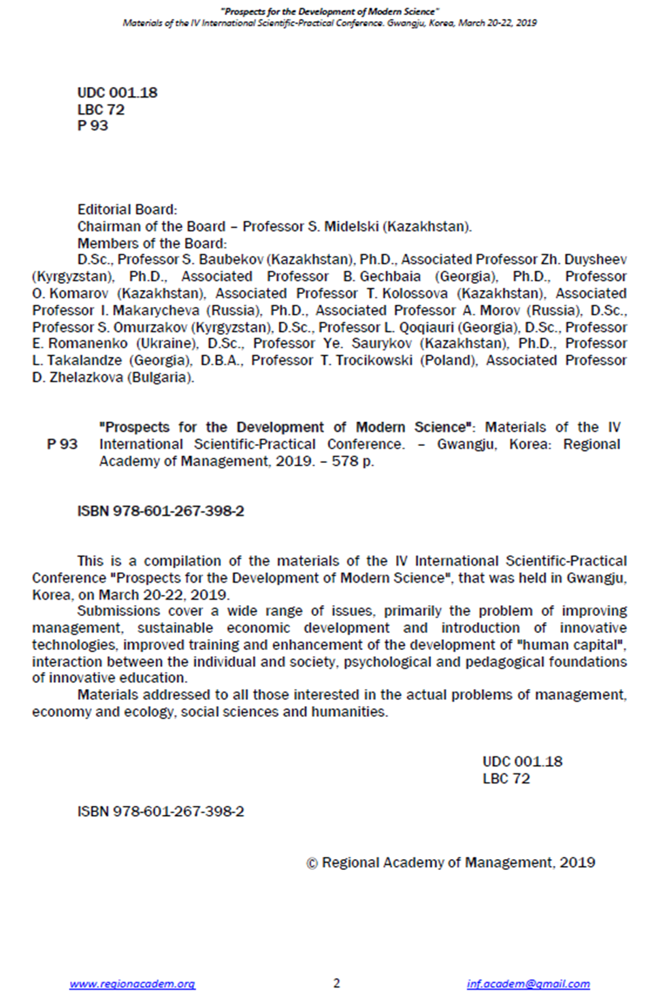 "Prospects for the Development of Modern Science"
Materials of the IV International Scientific-Practical Conference. Gwangju, Korea, March 20-22, 2019
UDC 001.18
LBC 72
P 93
Editorial Board:
Chairman of the Board – Professor S. Midelski (Kazakhstan).
Members of the Board:
D.Sc., Professor S. Baubekov (Kazakhstan), Ph.D., Associated Professor Zh. Duysheev
(Kyrgyzstan), Ph.D., Associated Professor B. Gechbaia (Georgia), Ph.D., Professor
O. Komarov (Kazakhstan), Associated Professor T. Kolossova (Kazakhstan), Associated
Professor I. Makarycheva (Russia), Ph.D., Associated Professor A. Morov (Russia), D.Sc.,
Professor S. Omurzakov (Kyrgyzstan), D.Sc., Professor L. Qoqiauri (Georgia), D.Sc., Professor
E. Romanenko (Ukraine), D.Sc., Professor Ye. Saurykov (Kazakhstan), Ph.D., Professor
L. Takalandze (Georgia), D.B.A., Professor T. Trocikowski (Poland), Associated Professor
D. Zhelazkova (Bulgaria).
"Prospects for the Development of Modern Science": Materials of the IV
P 93 International Scientific-Practical Conference. – Gwangju, Korea: Regional
Academy of Management, 2019. – 578 p.
ISBN 978-601-267-398-2
This is a compilation of the materials of the IV International Scientific-Practical
Conference "Prospects for the Development of Modern Science", that was held in Gwangju,
Korea, on March 20-22, 2019.
Submissions cover a wide range of issues, primarily the problem of improving
management, sustainable economic development and introduction of innovative
technologies, improved training and enhancement of the development of "human capital",
interaction between the individual and society, psychological and pedagogical foundations
of innovative education.
Materials addressed to all those interested in the actual problems of management,
economy and ecology, social sciences and humanities.
UDC 001.18
LBC 72
ISBN 978-601-267-398-2
© Regional Academy of Management, 2019
www.regionacadem.org 2 inf.academ@gmail.com